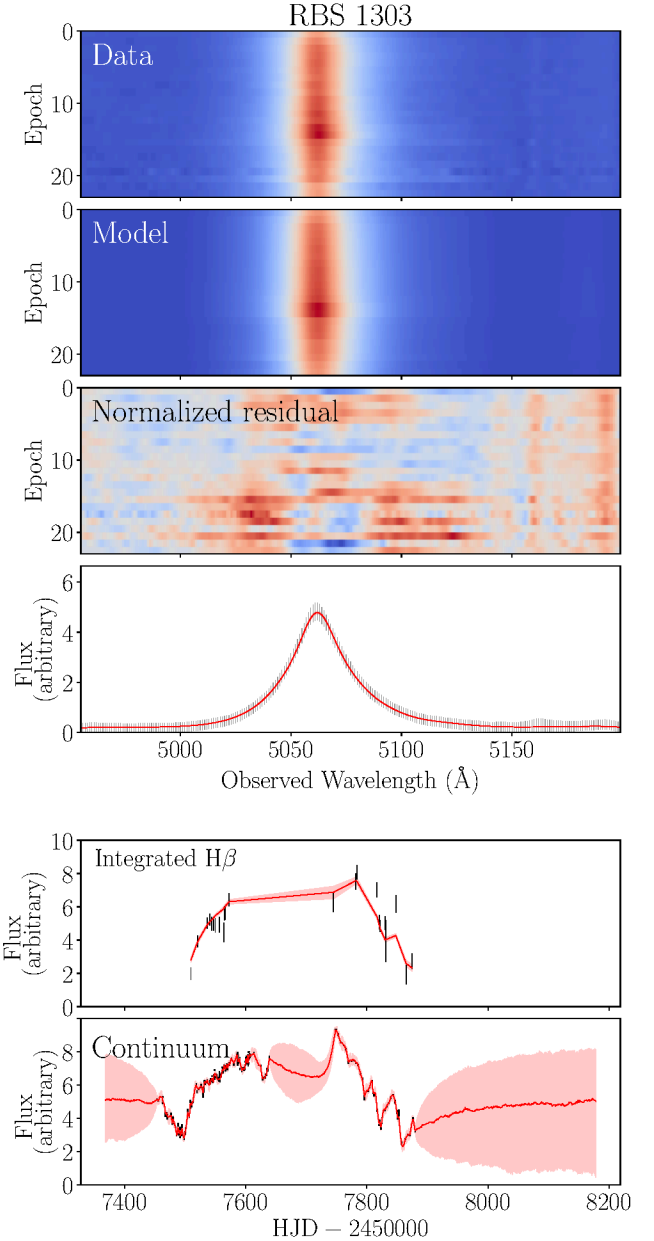 RBS 1303
0
Data
10
Epoch
20
0
Model
10
Epoch
20
0
Normalized residual
10
Epoch
20
6
4
2
0
Flux
(arbitrary)
5000 5050 5100 5150
Observed Wavelength (Å)
10
Integrated Hβ
8
6
4
2
0
Flux
(arbitrary)
Continuum
8
6
4
2
0
Flux
(arbitrary)
7400 7600 7800 8000 8200
HJD − 2450000